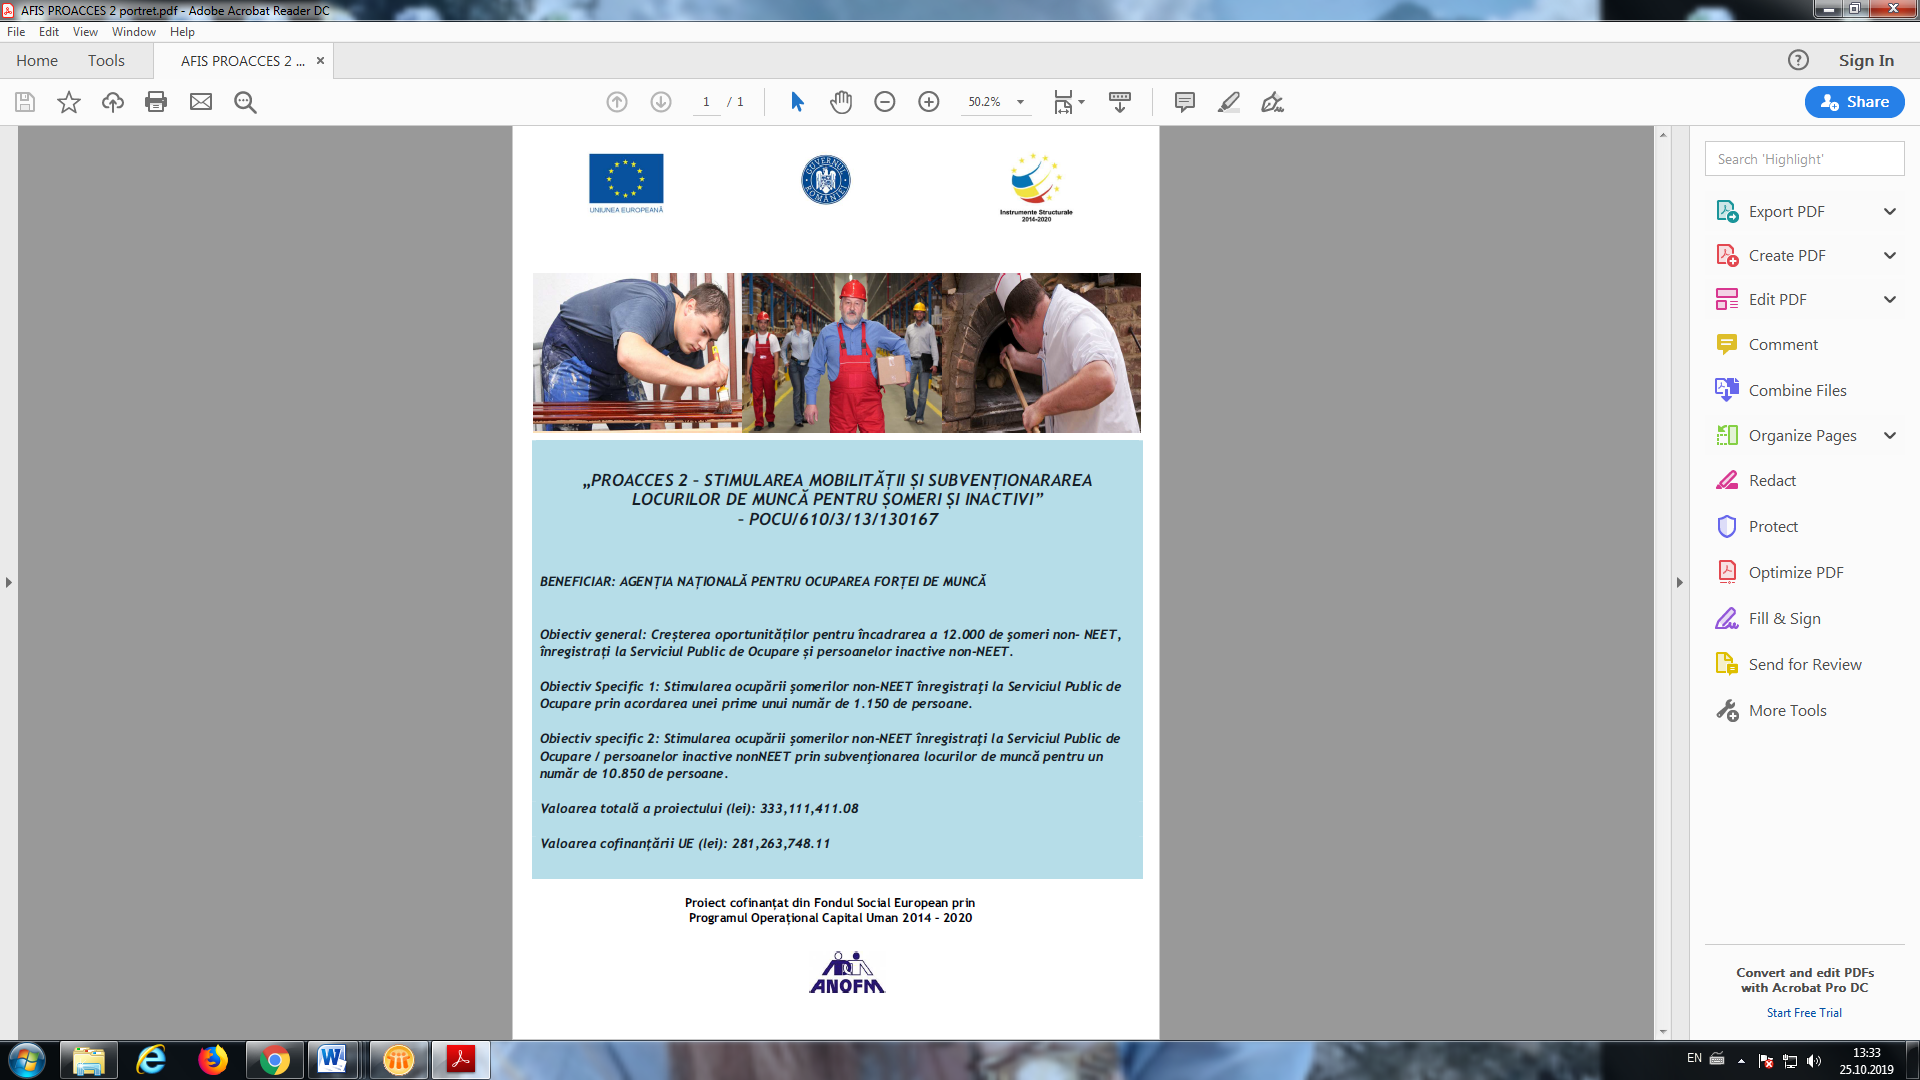 AFIS PROACCES 2 portret.pdf - Adobe Acrobat Reader DC
File Edit View Window Help
Home Tools AFIS PROACCES 2 ... Sign In
1 / 1 50.2% Share
UNIUNEA EUROPEANĂ
GUVERNUL ROMÂNIEI
Instrumente Structurale
2014-2020
„PROACCES 2 – STIMULAREA MOBILITĂȚII ȘI SUBVENȚIONARAREA
LOCURILOR DE MUNCĂ PENTRU ȘOMERI ȘI INACTIVI”
– POCU/610/3/13/130167
BENEFICIAR: AGENȚIA NAȚIONALĂ PENTRU OCUPAREA FORȚEI DE MUNCĂ
Obiectiv general: Creșterea oportunităților pentru încadrarea a 12.000 de șomeri non- NEET,
înregistrați la Serviciul Public de Ocupare și persoanelor inactive non-NEET.
Obiectiv Specific 1: Stimularea ocupării șomerilor non-NEET înregistrați la Serviciul Public de
Ocupare prin acordarea unei prime unui număr de 1.150 de persoane.
Obiectiv specific 2: Stimularea ocupării șomerilor non-NEET înregistrați la Serviciul Public de
Ocupare / persoanelor inactive nonNEET prin subvenționarea locurilor de muncă pentru un
număr de 10.850 de persoane.
Valoarea totală a proiectului (lei): 333,111,411.08
Valoarea cofinanțării UE (lei): 281,263,748.11
Proiect cofinanțat din Fondul Social European prin
Programul Operațional Capital Uman 2014 – 2020
ANOFM
Search 'Highlight'
Export PDF
Create PDF
Edit PDF
Comment
Combine Files
Organize Pages
Redact
Protect
Optimize PDF
Fill & Sign
Send for Review
More Tools
Convert and edit PDFs
with Acrobat Pro DC
Start Free Trial
EN
13:33
25.10.2019